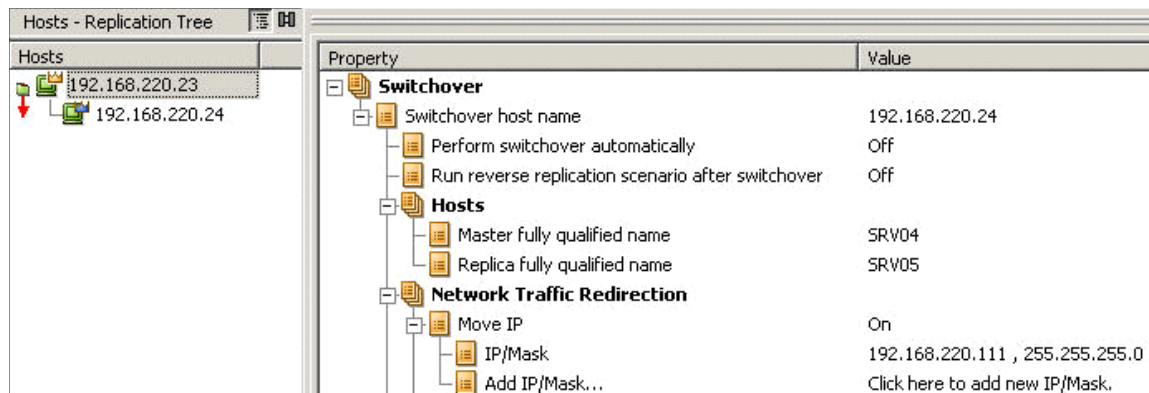 Hosts - Replication Tree
Hosts
192.168.220.23
192.168.220.24
Property Value
Switchover
Switchover host name 192.168.220.24
Perform switchover automatically Off
Run reverse replication scenario after switchover Off
Hosts
Master fully qualified name SRV04
Replica fully qualified name SRV05
Network Traffic Redirection
Move IP On
IP/Mask 192.168.220.111 , 255.255.255.0
Add IP/Mask... Click here to add new IP/Mask.